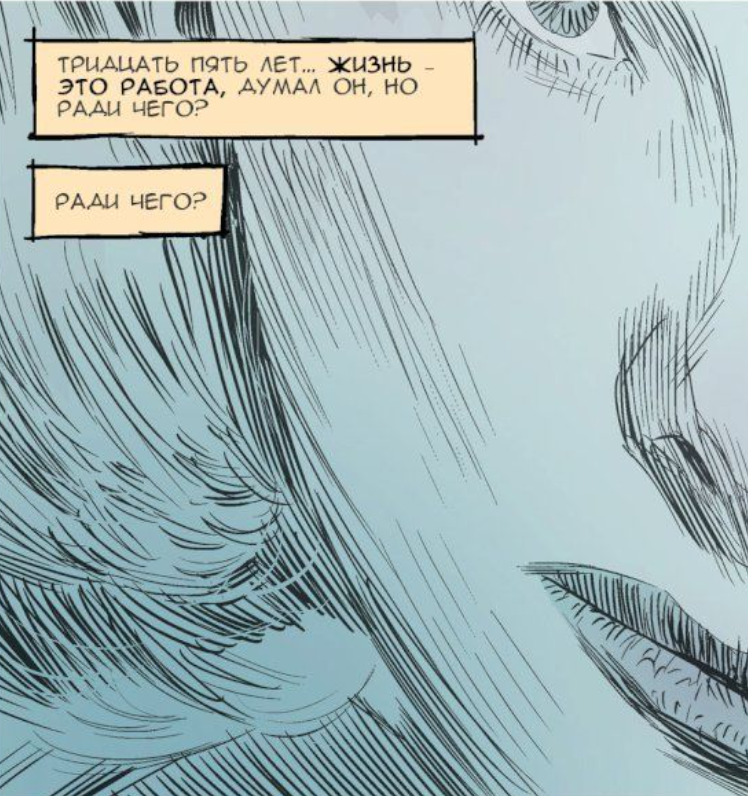 ТРИДЦАТЬ ПЯТЬ ЛЕТ... ЖИЗНЬ –
ЭТО РАБОТА, ДУМАЛ ОН, НО
РАДИ ЧЕГО?
РАДИ ЧЕГО?